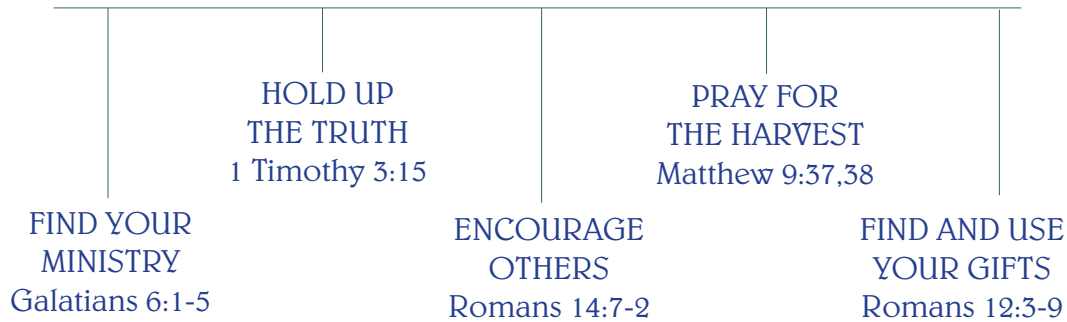 HOLD UP
THE TRUTH
1 Timothy 3:15
PRAY FOR
THE HARVEST
Matthew 9:37,38
FIND YOUR
MINISTRY
Galatians 6:1-5
ENCOURAGE
OTHERS
Romans 14:7-2
FIND AND USE
YOUR GIFTS
Romans 12:3-9